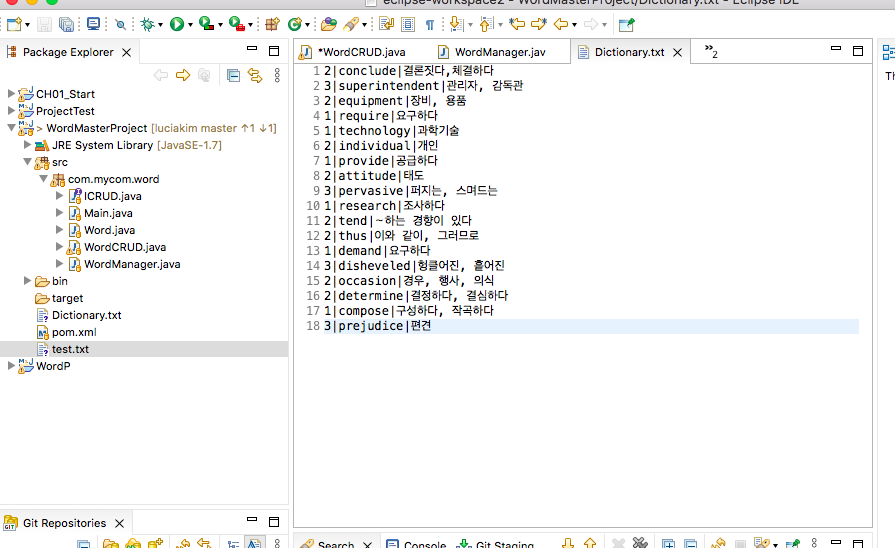 eclipse-workspace2 - WordMasterProject/Dictionary.txt - Eclipse IDE
Package Explorer
CH01_Start
ProjectTest
> WordMasterProject [luciakim master ↑1 ↓1]
JRE System Library [JavaSE-1.7]
src
com.mycom.word
ICRUD.java
Main.java
Word.java
WordCRUD.java
WordManager.java
bin
target
Dictionary.txt
pom.xml
test.txt
WordP
Git Repositories
*WordCRUD.java
WordManager.jav
Dictionary.txt
»2
1 2|conclude|결론짓다,체결하다
2 3|superintendent|관리자, 감독관
3 2|equipment|장비, 용품
4 1|require|요구하다
5 1|technology|과학기술
6 2|individual|개인
7 1|provide|공급하다
8 2|attitude|태도
9 3|pervasive|퍼지는, 스며드는
10 1|research|조사하다
11 2|tend|~하는 경향이 있다
12 2|thus|이와 같이, 그러므로
13 1|demand|요구하다
14 3|disheveled|헝클어진, 흩어진
15 2|occasion|경우, 행사, 의식
16 2|determine|결정하다, 결심하다
17 1|compose|구성하다, 작곡하다
18 3|prejudice|편견
Search
Console
Git Staging